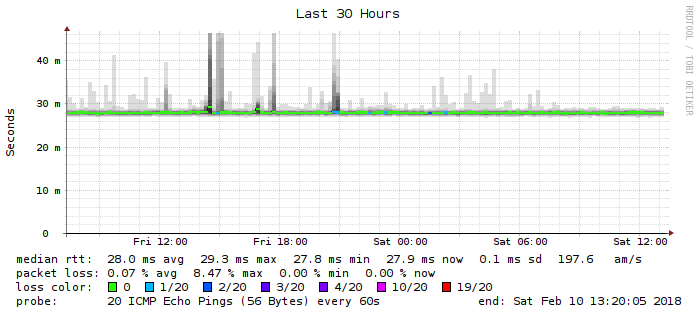 Last 30 Hours
RRDTOOL / TOBI OETIKER
Seconds
40 m
30 m
20 m
10 m
0
Fri 12:00 Fri 18:00 Sat 00:00 Sat 06:00 Sat 12:00
median rtt: 28.0 ms avg 29.3 ms max 27.8 ms min 27.9 ms now 0.1 ms sd 197.6 am/s
packet loss: 0.07 % avg 8.47 % max 0.00 % min 0.00 % now
loss color: 0 1/20 2/20 3/20 4/20 10/20 19/20
probe: 20 ICMP Echo Pings (56 Bytes) every 60s end: Sat Feb 10 13:20:05 2018